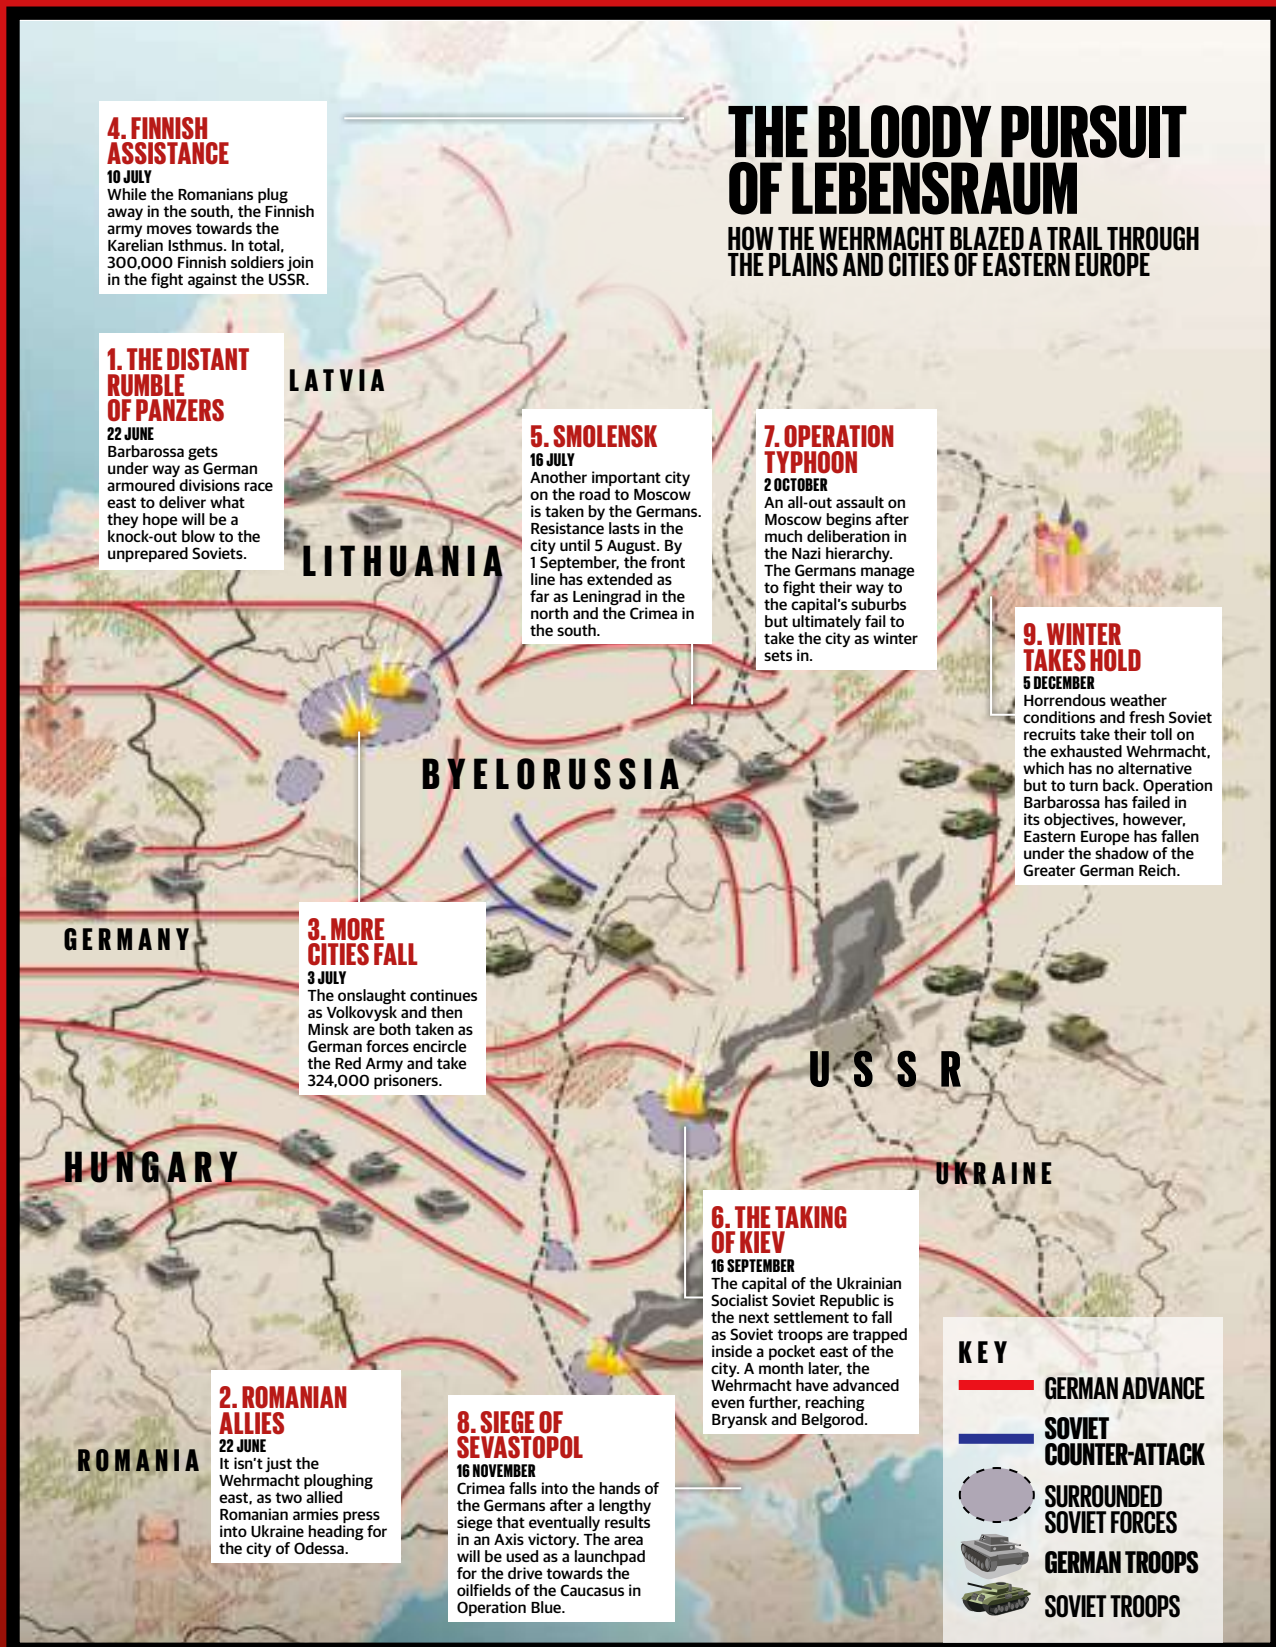 THE BLOODY PURSUIT
OF LEBENSRAUM
HOW THE WEHRMACHT BLAZED A TRAIL THROUGH
THE PLAINS AND CITIES OF EASTERN EUROPE
4. FINNISH
ASSISTANCE
10 JULY
While the Romanians plug
away in the south, the Finnish
army moves towards the
Karelian Isthmus. In total,
300,000 Finnish soldiers join
in the fight against the USSR.
1. THE DISTANT
RUMBLE
OF PANZERS
22 JUNE
Barbarossa gets
under way as German
armoured divisions race
east to deliver what
they hope will be a
knock-out blow to the
unprepared Soviets.
LATVIA
5. SMOLENSK
16 JULY
Another important city
on the road to Moscow
is taken by the Germans.
Resistance lasts in the
city until 5 August. By
1 September, the front
line has extended as
far as Leningrad in the
north and the Crimea in
the south.
7. OPERATION
TYPHOON
2 OCTOBER
An all-out assault on
Moscow begins after
much deliberation in
the Nazi hierarchy.
The Germans manage
to fight their way to
the capital's suburbs
but ultimately fail to
take the city as winter
sets in.
LITHUANIA
9. WINTER
TAKES HOLD
5 DECEMBER
Horrendous weather
conditions and fresh Soviet
recruits take their toll on
the exhausted Wehrmacht,
which has no alternative
but to turn back. Operation
Barbarossa has failed in
its objectives, however,
Eastern Europe has fallen
under the shadow of the
Greater German Reich.
BYELORUSSIA
GERMANY
3. MORE
CITIES FALL
3 JULY
The onslaught continues
as Volkovysk and then
Minsk are both taken as
German forces encircle
the Red Army and take
324,000 prisoners.
USSR
HUNGARY
UKRAINE
6. THE TAKING
OF KIEV
16 SEPTEMBER
The capital of the Ukrainian
Socialist Soviet Republic is
the next settlement to fall
as Soviet troops are trapped
inside a pocket east of the
city. A month later, the
Wehrmacht have advanced
even further, reaching
Bryansk and Belgorod.
ROMANIA
2. ROMANIAN
ALLIES
22 JUNE
It isn't just the
Wehrmacht ploughing
east, as two allied
Romanian armies press
into Ukraine heading for
the city of Odessa.
8. SIEGE OF
SEVASTOPOL
16 NOVEMBER
Crimea falls into the hands of
the Germans after a lengthy
siege that eventually results
in an Axis victory. The area
will be used as a launchpad
for the drive towards the
oilfields of the Caucasus in
Operation Blue.
KEY
GERMAN ADVANCE
SOVIET
COUNTER-ATTACK
SURROUNDED
SOVIET FORCES
GERMAN TROOPS
SOVIET TROOPS